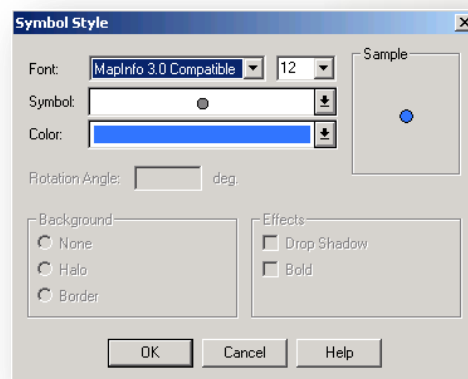 Symbol Style
Font: MapInfo 3.0 Compatible 12
Sample
Symbol:
Color:
Rotation Angle: deg.
Background
Effects
None
Drop Shadow
Halo
Bold
Border
OK Cancel Help